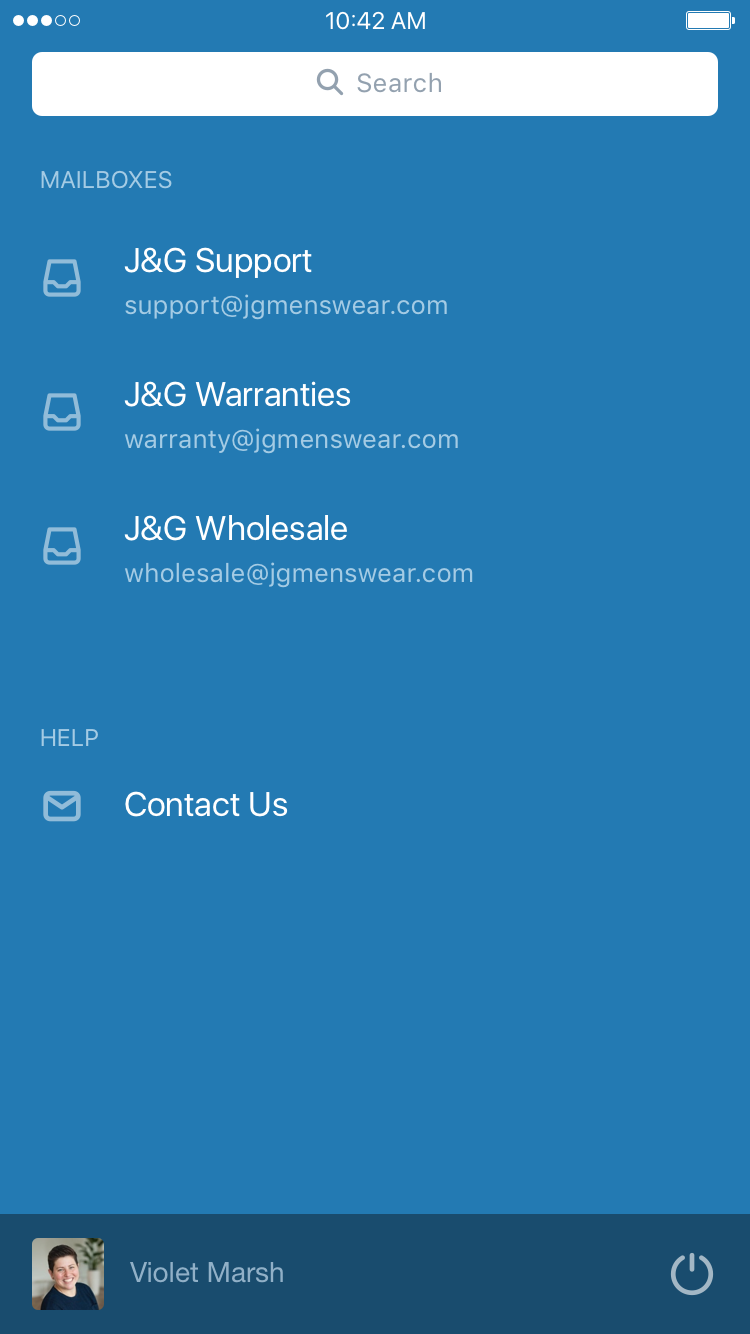 10:42 AM
Search
MAILBOXES
J&G Support
support@jgmenswear.com
J&G Warranties
warranty@jgmenswear.com
J&G Wholesale
wholesale@jgmenswear.com
HELP
Contact Us
Violet Marsh